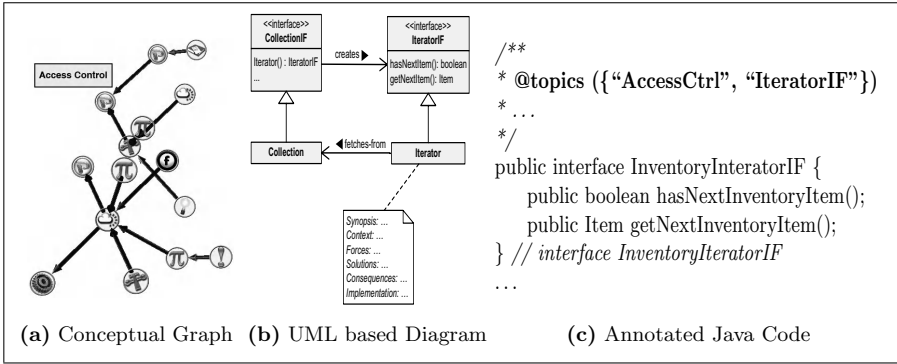 Access Control
P
P
π
P
π
f
π
!
<<interface>>
CollectionIF
Iterator() : IteratorIF
...
creates
<<interface>>
IteratorIF
hasNextItem(): boolean
getNextItem(): Item
Collection
fetches-from
Iterator
Synopsis: ...
Context: ...
Forces: ...
Solutions: ...
Consequences: ...
Implementation: ...
/**
* @topics ({“AccessCtrl”, “IteratorIF”})
* ...
*/
public interface InventoryInteratorIF {
public boolean hasNextInventoryItem();
public Item getNextInventoryItem();
} // interface InventoryIteratorIF
...
(a) Conceptual Graph
(b) UML based Diagram
(c) Annotated Java Code